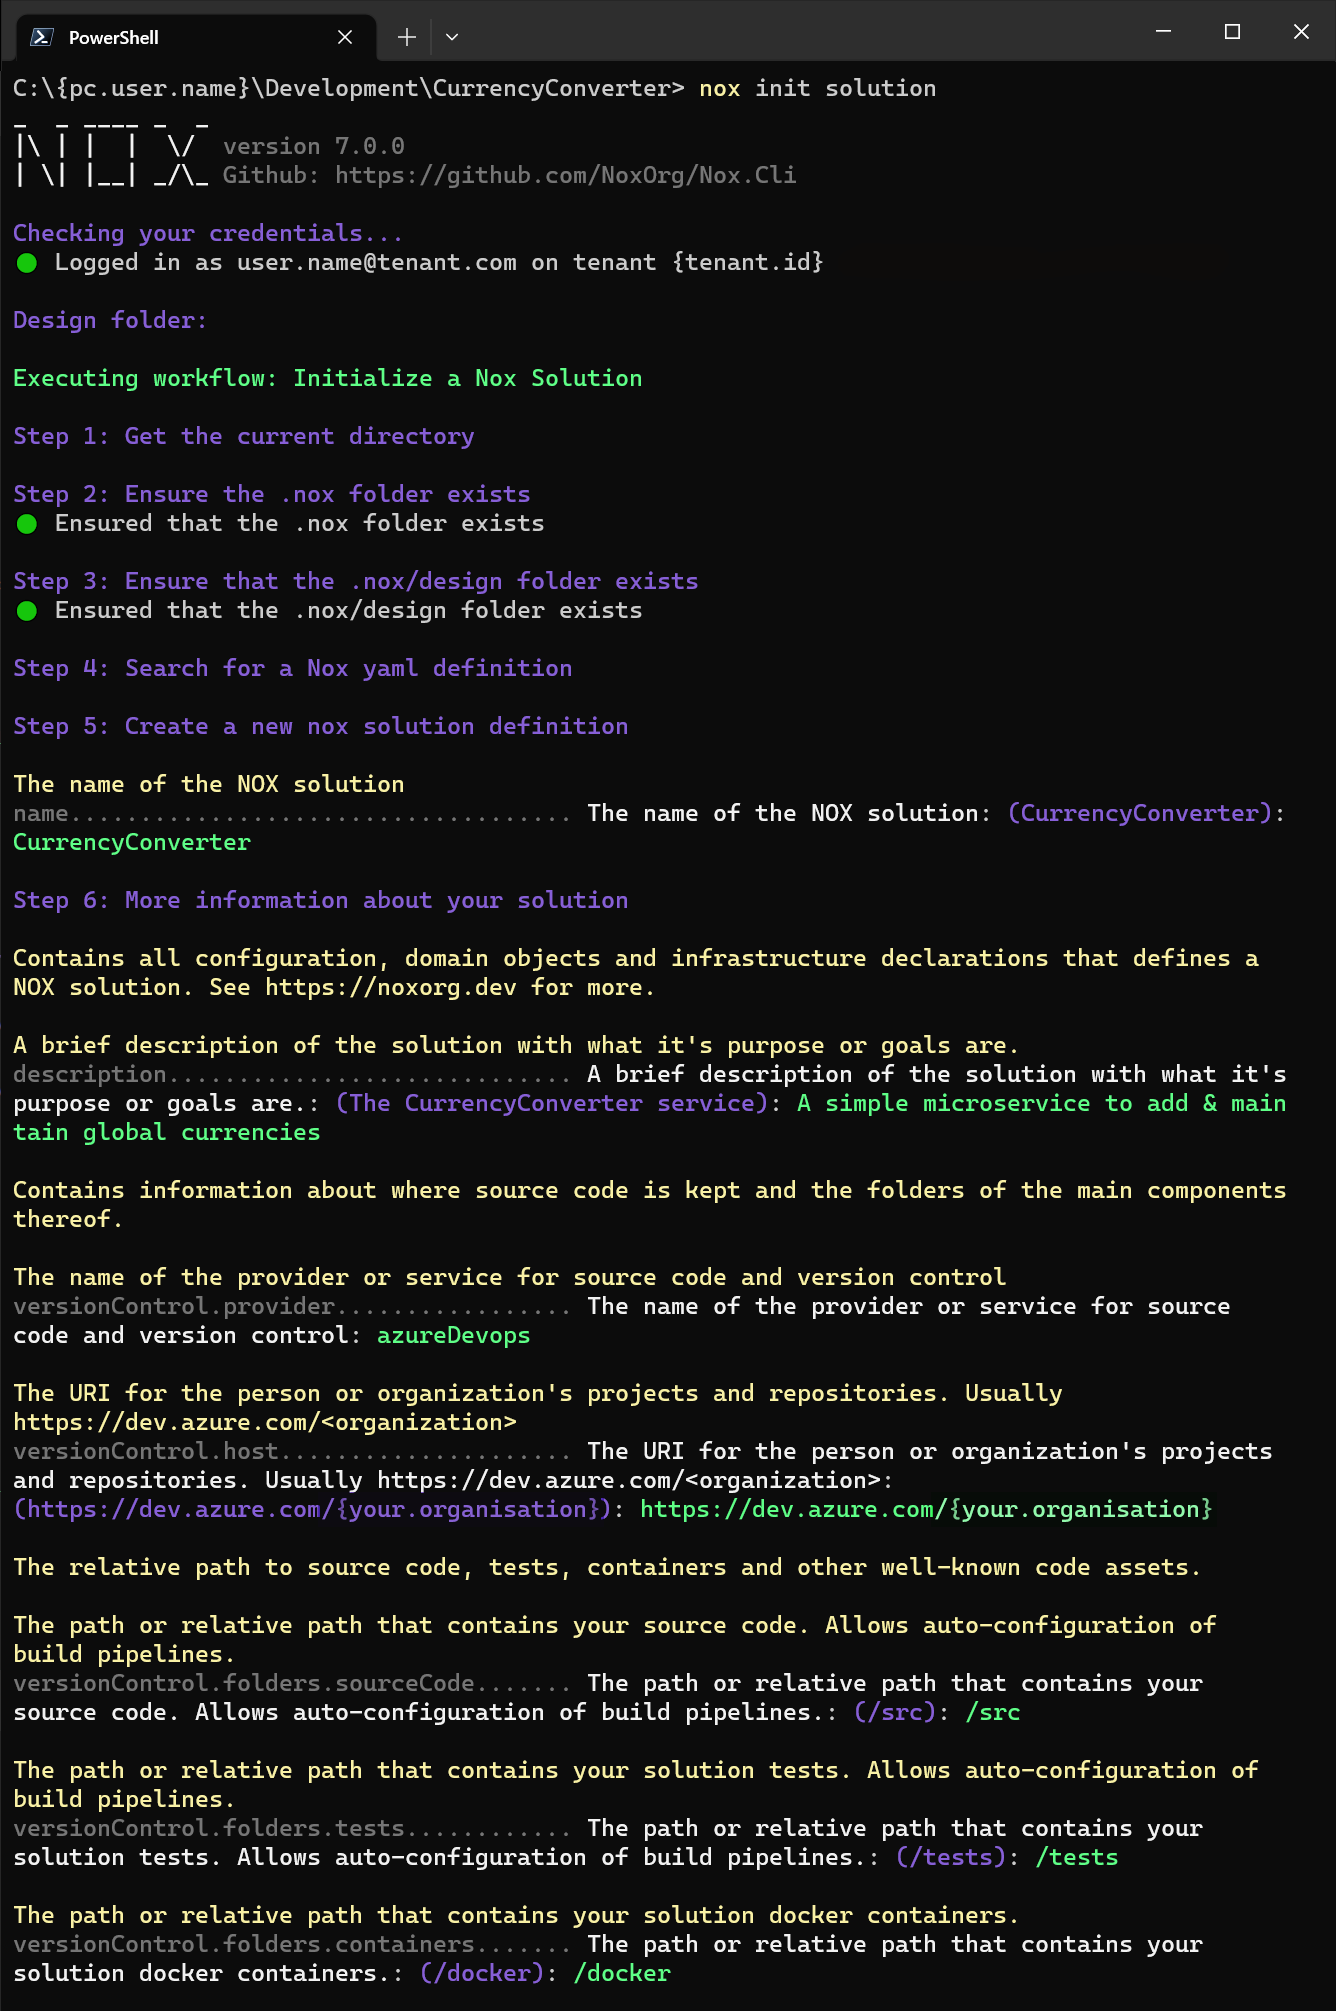 PowerShell
C:\{pc.user.name}\Development\CurrencyConverter> nox init solution
version 7.0.0
Github: https://github.com/NoxOrg/Nox.Cli
Checking your credentials...
Logged in as user.name@tenant.com on tenant {tenant.id}
Design folder:
Executing workflow: Initialize a Nox Solution
Step 1: Get the current directory
Step 2: Ensure the .nox folder exists
Ensured that the .nox folder exists
Step 3: Ensure that the .nox/design folder exists
Ensured that the .nox/design folder exists
Step 4: Search for a Nox yaml definition
Step 5: Create a new nox solution definition
The name of the NOX solution
name.................................... The name of the NOX solution: (CurrencyConverter):
CurrencyConverter
Step 6: More information about your solution
Contains all configuration, domain objects and infrastructure declarations that defines a
NOX solution. See https://noxorg.dev for more.
A brief description of the solution with what it's purpose or goals are.
description............................. A brief description of the solution with what it's
purpose or goals are.: (The CurrencyConverter service): A simple microservice to add & main
tain global currencies
Contains information about where source code is kept and the folders of the main components
thereof.
The name of the provider or service for source code and version control
versionControl.provider................. The name of the provider or service for source
code and version control: azureDevops
The URI for the person or organization's projects and repositories. Usually
https://dev.azure.com/<organization>
versionControl.host..................... The URI for the person or organization's projects
and repositories. Usually https://dev.azure.com/<organization>:
(https://dev.azure.com/{your.organisation}): https://dev.azure.com/{your.organisation}
The relative path to source code, tests, containers and other well-known code assets.
The path or relative path that contains your source code. Allows auto-configuration of
build pipelines.
versionControl.folders.sourceCode....... The path or relative path that contains your
source code. Allows auto-configuration of build pipelines.: (/src): /src
The path or relative path that contains your solution tests. Allows auto-configuration of
build pipelines.
versionControl.folders.tests............ The path or relative path that contains your
solution tests. Allows auto-configuration of build pipelines.: (/tests): /tests
The path or relative path that contains your solution docker containers.
versionControl.folders.containers....... The path or relative path that contains your
solution docker containers.: (/docker): /docker